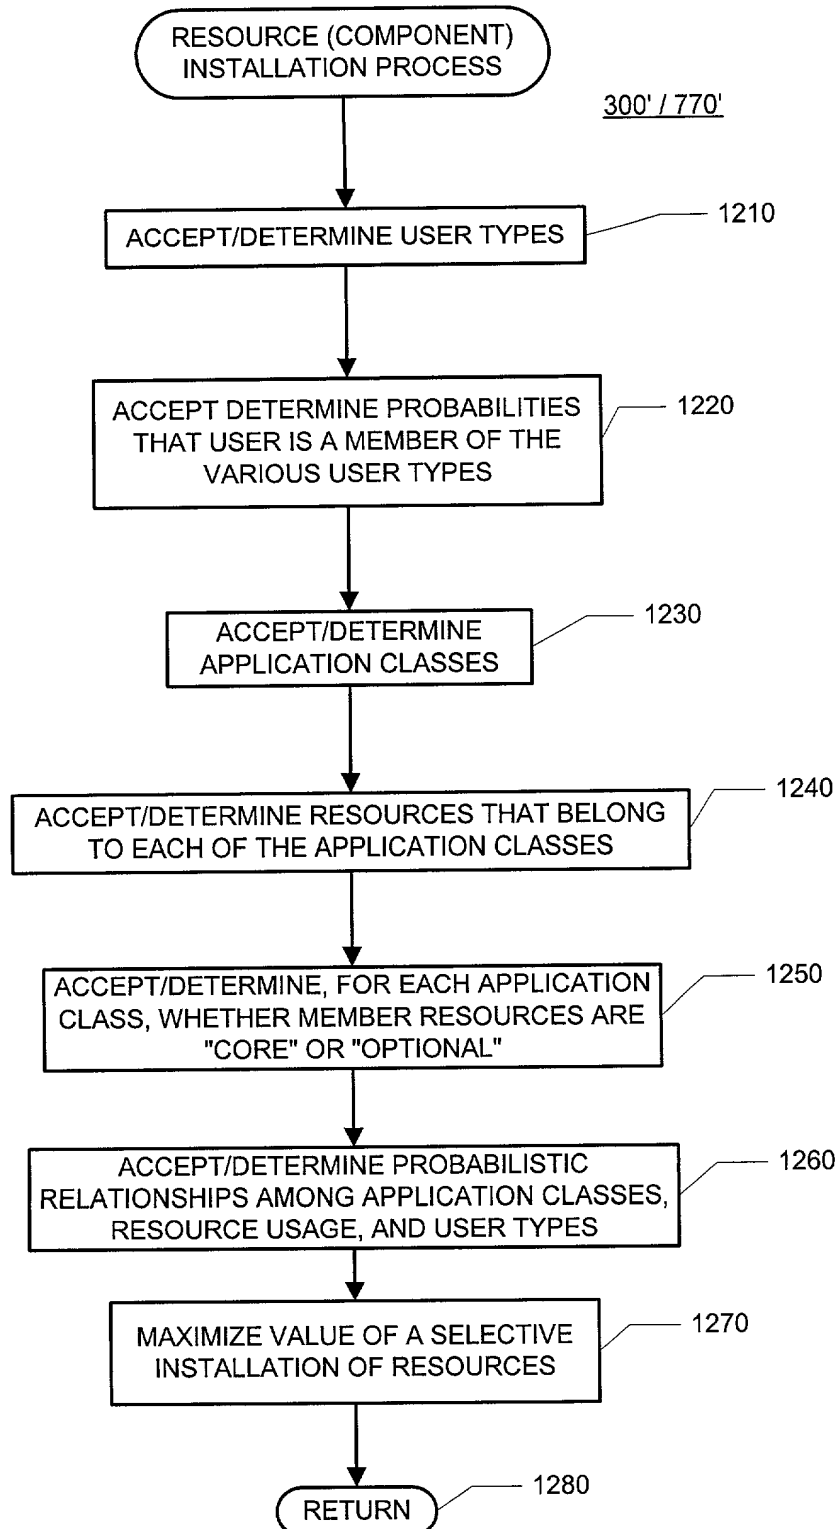 RESOURCE (COMPONENT)
INSTALLATION PROCESS
300' / 770'
ACCEPT/DETERMINE USER TYPES
1210
ACCEPT DETERMINE PROBABILITIES
THAT USER IS A MEMBER OF THE
VARIOUS USER TYPES
1220
ACCEPT/DETERMINE
APPLICATION CLASSES
1230
ACCEPT/DETERMINE RESOURCES THAT BELONG
TO EACH OF THE APPLICATION CLASSES
1240
ACCEPT/DETERMINE, FOR EACH APPLICATION
CLASS, WHETHER MEMBER RESOURCES ARE
"CORE" OR "OPTIONAL"
1250
ACCEPT/DETERMINE PROBABILISTIC
RELATIONSHIPS AMONG APPLICATION CLASSES,
RESOURCE USAGE, AND USER TYPES
1260
MAXIMIZE VALUE OF A SELECTIVE
INSTALLATION OF RESOURCES
1270
RETURN
1280